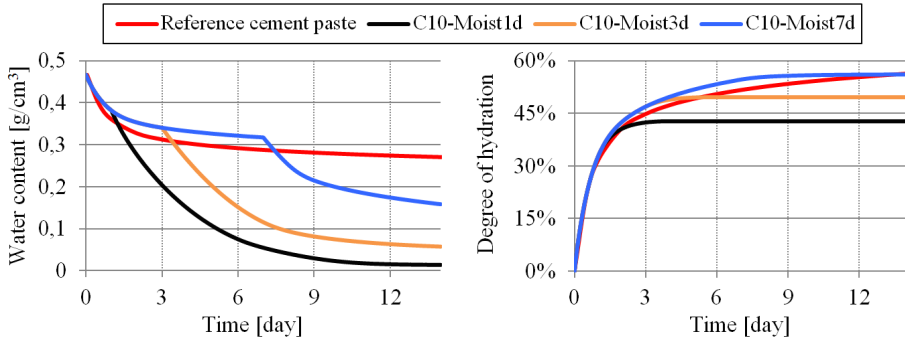 Reference cement paste C10-Moist1d C10-Moist3d C10-Moist7d
Water content [g/cm³]
0,5
0,4
0,3
0,2
0,1
0
0 3 6 9 12
Time [day]
Degree of hydration
60%
45%
30%
15%
0%
0 3 6 9 12
Time [day]